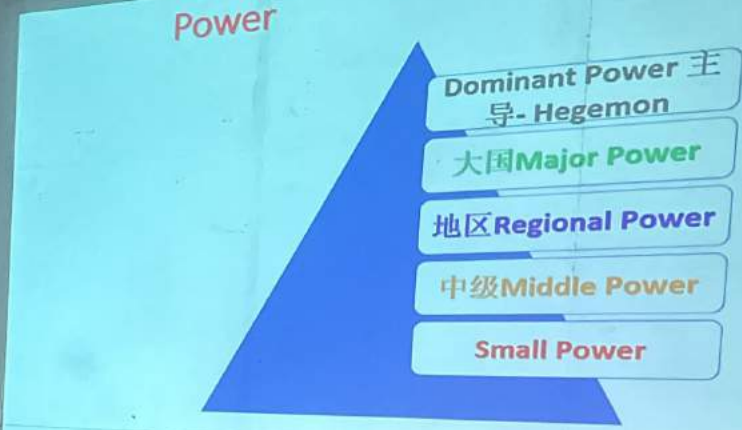 Power
Dominant Power 主
导- Hegemon
大国Major Power
地区Regional Power
中级Middle Power
Small Power